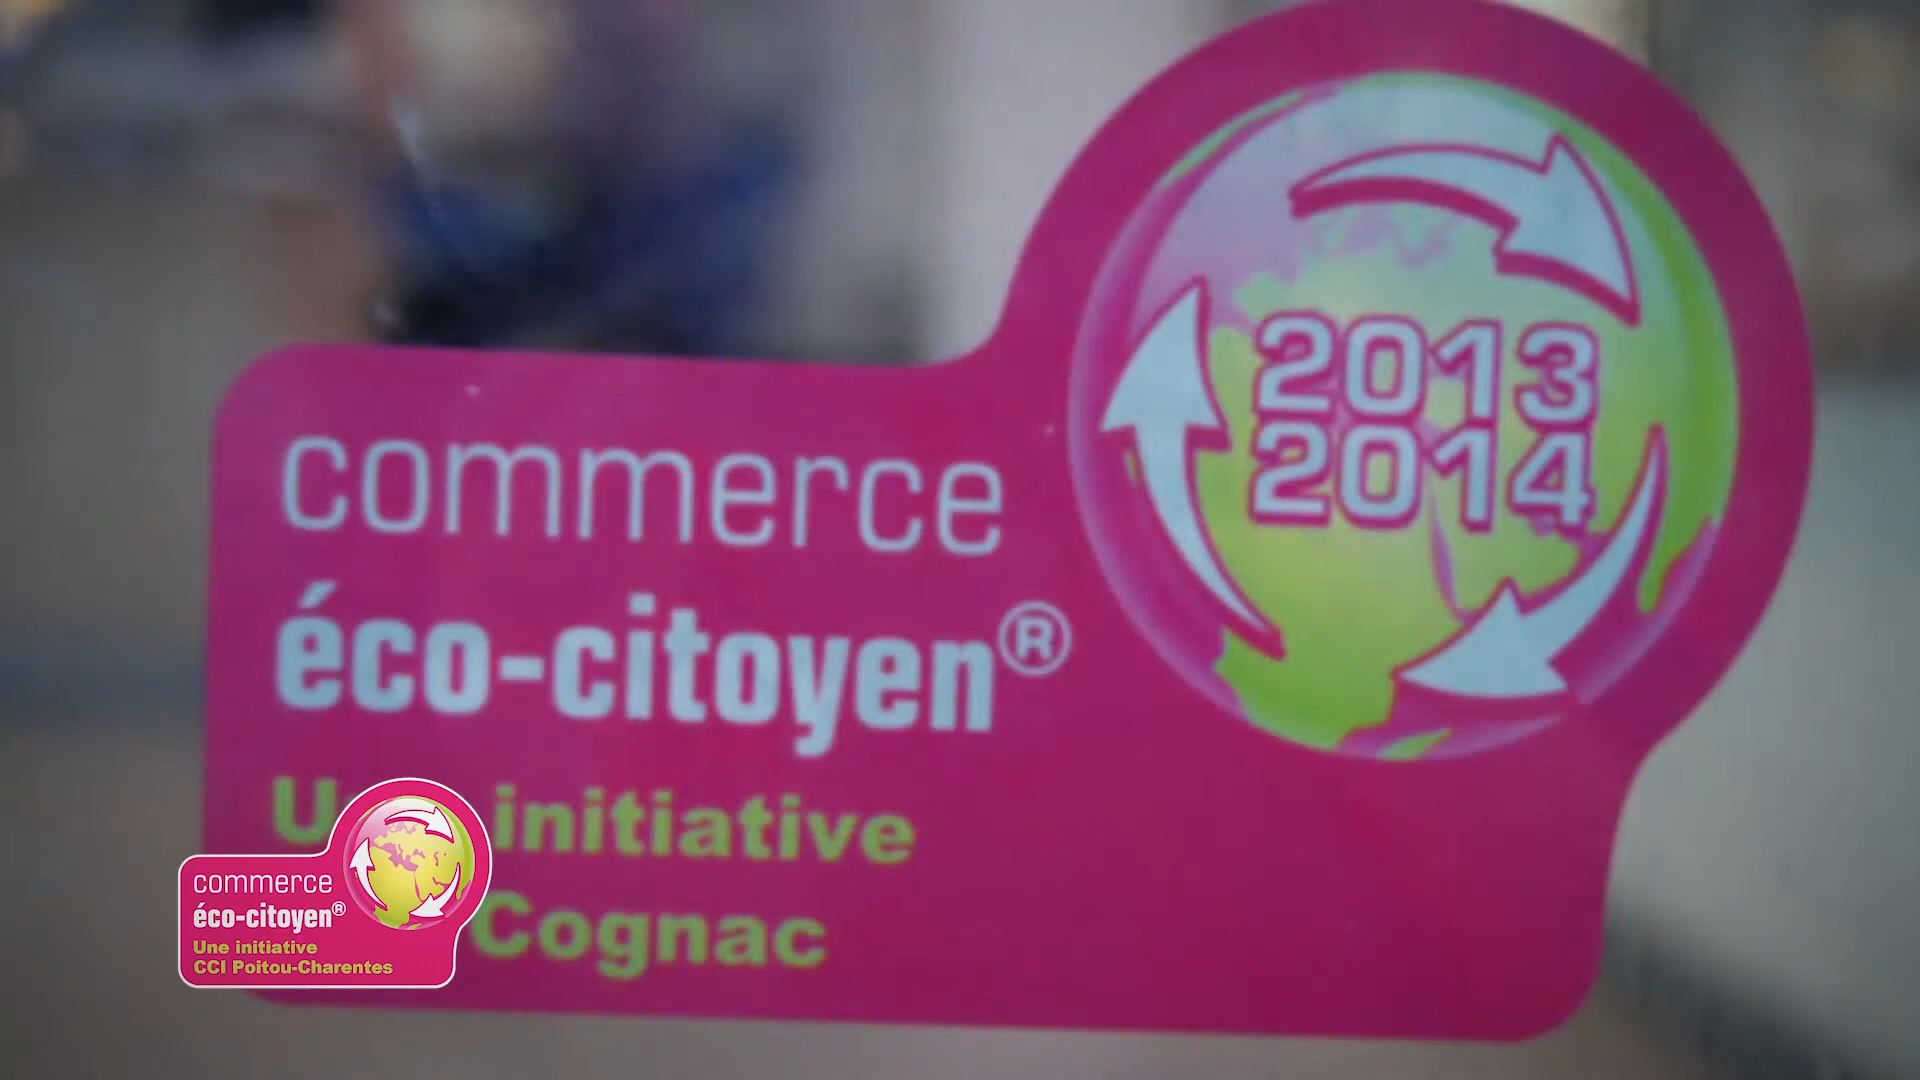 2013
2014
commerce
éco-citoyen®
initiative
Cognac
commerce
éco-citoyen®
Une initiative
CCI Poitou-Charentes